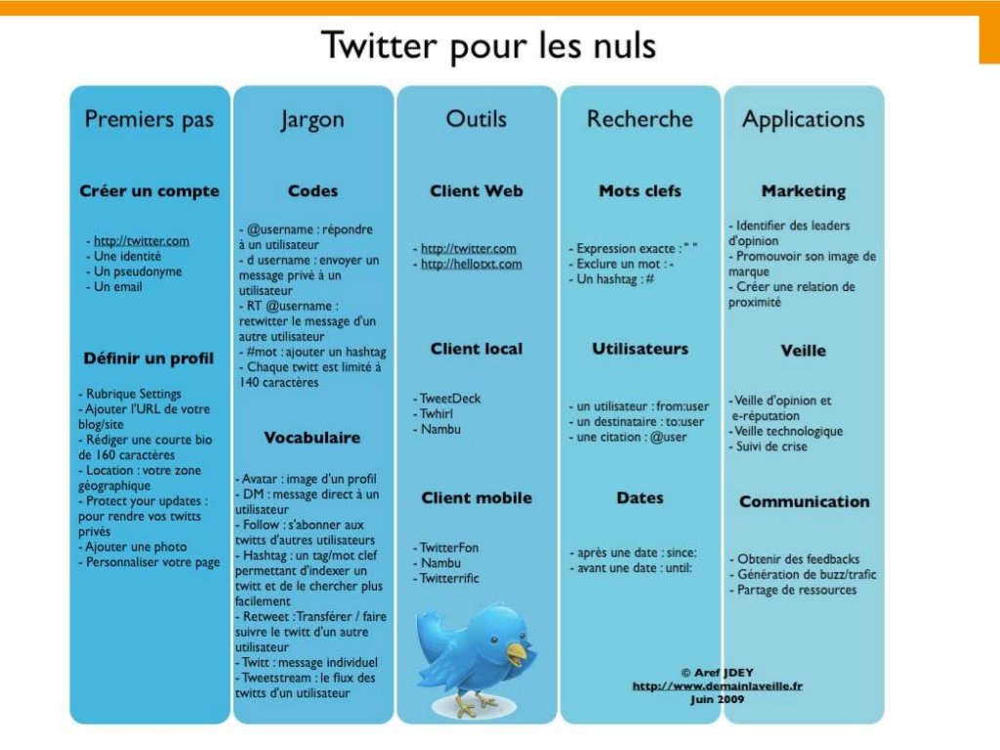 Twitter pour les nuls
Premiers pas
Créer un compte
- http://twitter.com
- Une identité
- Un pseudonyme
- Un email
Définir un profil
- Rubrique Settings
- Ajouter l'URL de votre
blog/site
- Rédiger une courte bio
de 160 caractères
- Location : votre zone
géographique
- Protect your updates :
pour rendre vos twitts
privés
- Ajouter une photo
- Personnaliser votre page
Jargon
Codes
- @username : répondre
à un utilisateur
- d username : envoyer un
message privé à un
utilisateur
- RT @username :
retwitter le message d'un
autre utilisateur
- #mot : ajouter un hashtag
- Chaque twitt est limité à
140 caractères
Vocabulaire
- Avatar : image d'un profil
- DM : message direct à un
utilisateur
- Follow : s'abonner aux
twitts d'autres utilisateurs
- Hashtag : un tag/mot clef
permettant d'indexer un
twitt et de le chercher plus
facilement
- Retweet : Transférer / faire
suivre le twitt d'un autre
utilisateur
- Twitt : message individuel
- Tweetstream : le flux des
twitts d'un utilisateur
Outils
Client Web
- http://twitter.com
- http://hellotxt.com
Client local
- TweetDeck
- Twhirl
- Nambu
Client mobile
- TwitterFon
- Nambu
- Twitterrific
Recherche
Mots clefs
- Expression exacte : " "
- Exclure un mot : -
- Un hashtag : #
Utilisateurs
- un utilisateur : from:user
- un destinataire : to:user
- une citation : @user
Dates
- après une date : since:
- avant une date : until:
Applications
Marketing
- Identifier des leaders
d'opinion
- Promouvoir son image de
marque
- Créer une relation de
proximité
Veille
- Veille d'opinion et
e-réputation
- Veille technologique
- Suivi de crise
Communication
- Obtenir des feedbacks
- Génération de buzz/trafic
- Partage de ressources
© Aref JDEY
http://www.demainlaveille.fr
Juin 2009